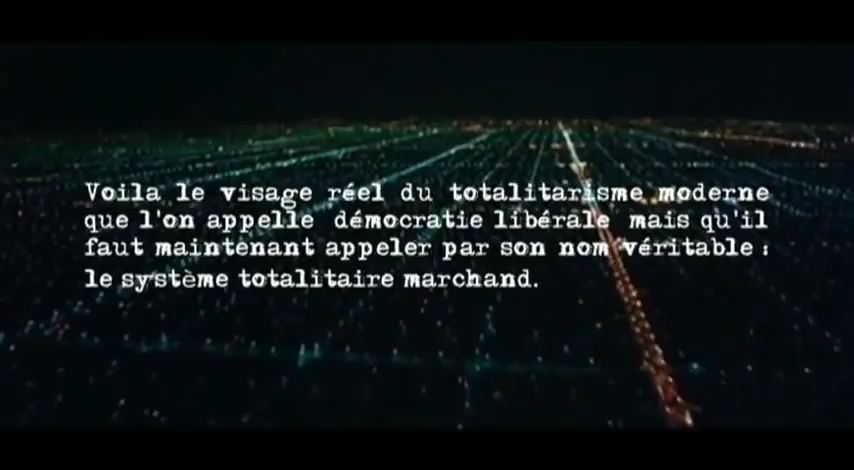 Voila le visage réel du totalitarisme moderne
que l'on appelle démocratie libérale mais qu'il
faut maintenant appeler par son nom véritable :
le système totalitaire marchand.